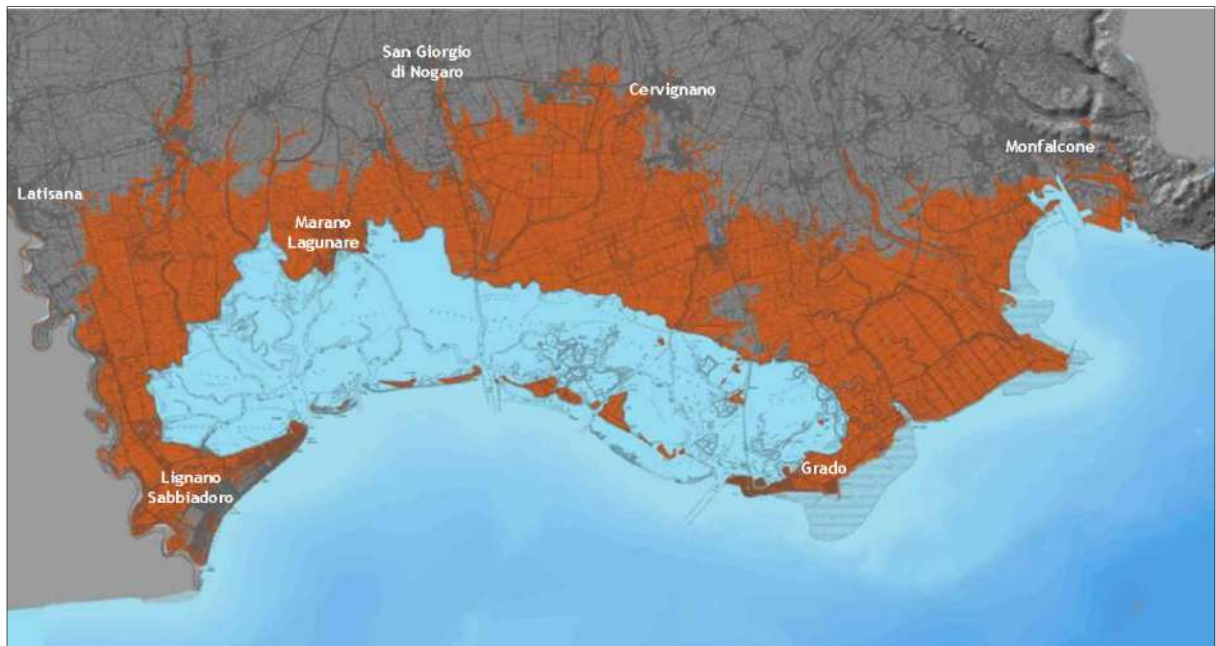 San Giorgio
di Nogaro
Cervignano
Monfalcone
Latisana
Marano
Lagunare
Lignano
Sabbiadoro
Grado